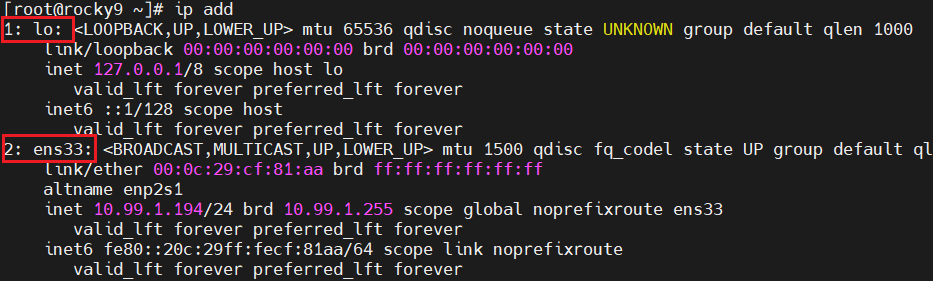 [root@rocky9 ~]# ip add
1: lo: <LOOPBACK,UP,LOWER_UP> mtu 65536 qdisc noqueue state UNKNOWN group default qlen 1000
    link/loopback 00:00:00:00:00:00 brd 00:00:00:00:00:00
    inet 127.0.0.1/8 scope host lo
       valid_lft forever preferred_lft forever
    inet6 ::1/128 scope host
       valid_lft forever preferred_lft forever
2: ens33: <BROADCAST,MULTICAST,UP,LOWER_UP> mtu 1500 qdisc fq_codel state UP group default ql
    link/ether 00:0c:29:cf:81:aa brd ff:ff:ff:ff:ff:ff
    altname enp2s1
    inet 10.99.1.194/24 brd 10.99.1.255 scope global noprefixroute ens33
       valid_lft forever preferred_lft forever
    inet6 fe80::20c:29ff:fecf:81aa/64 scope link noprefixroute
       valid_lft forever preferred_lft forever